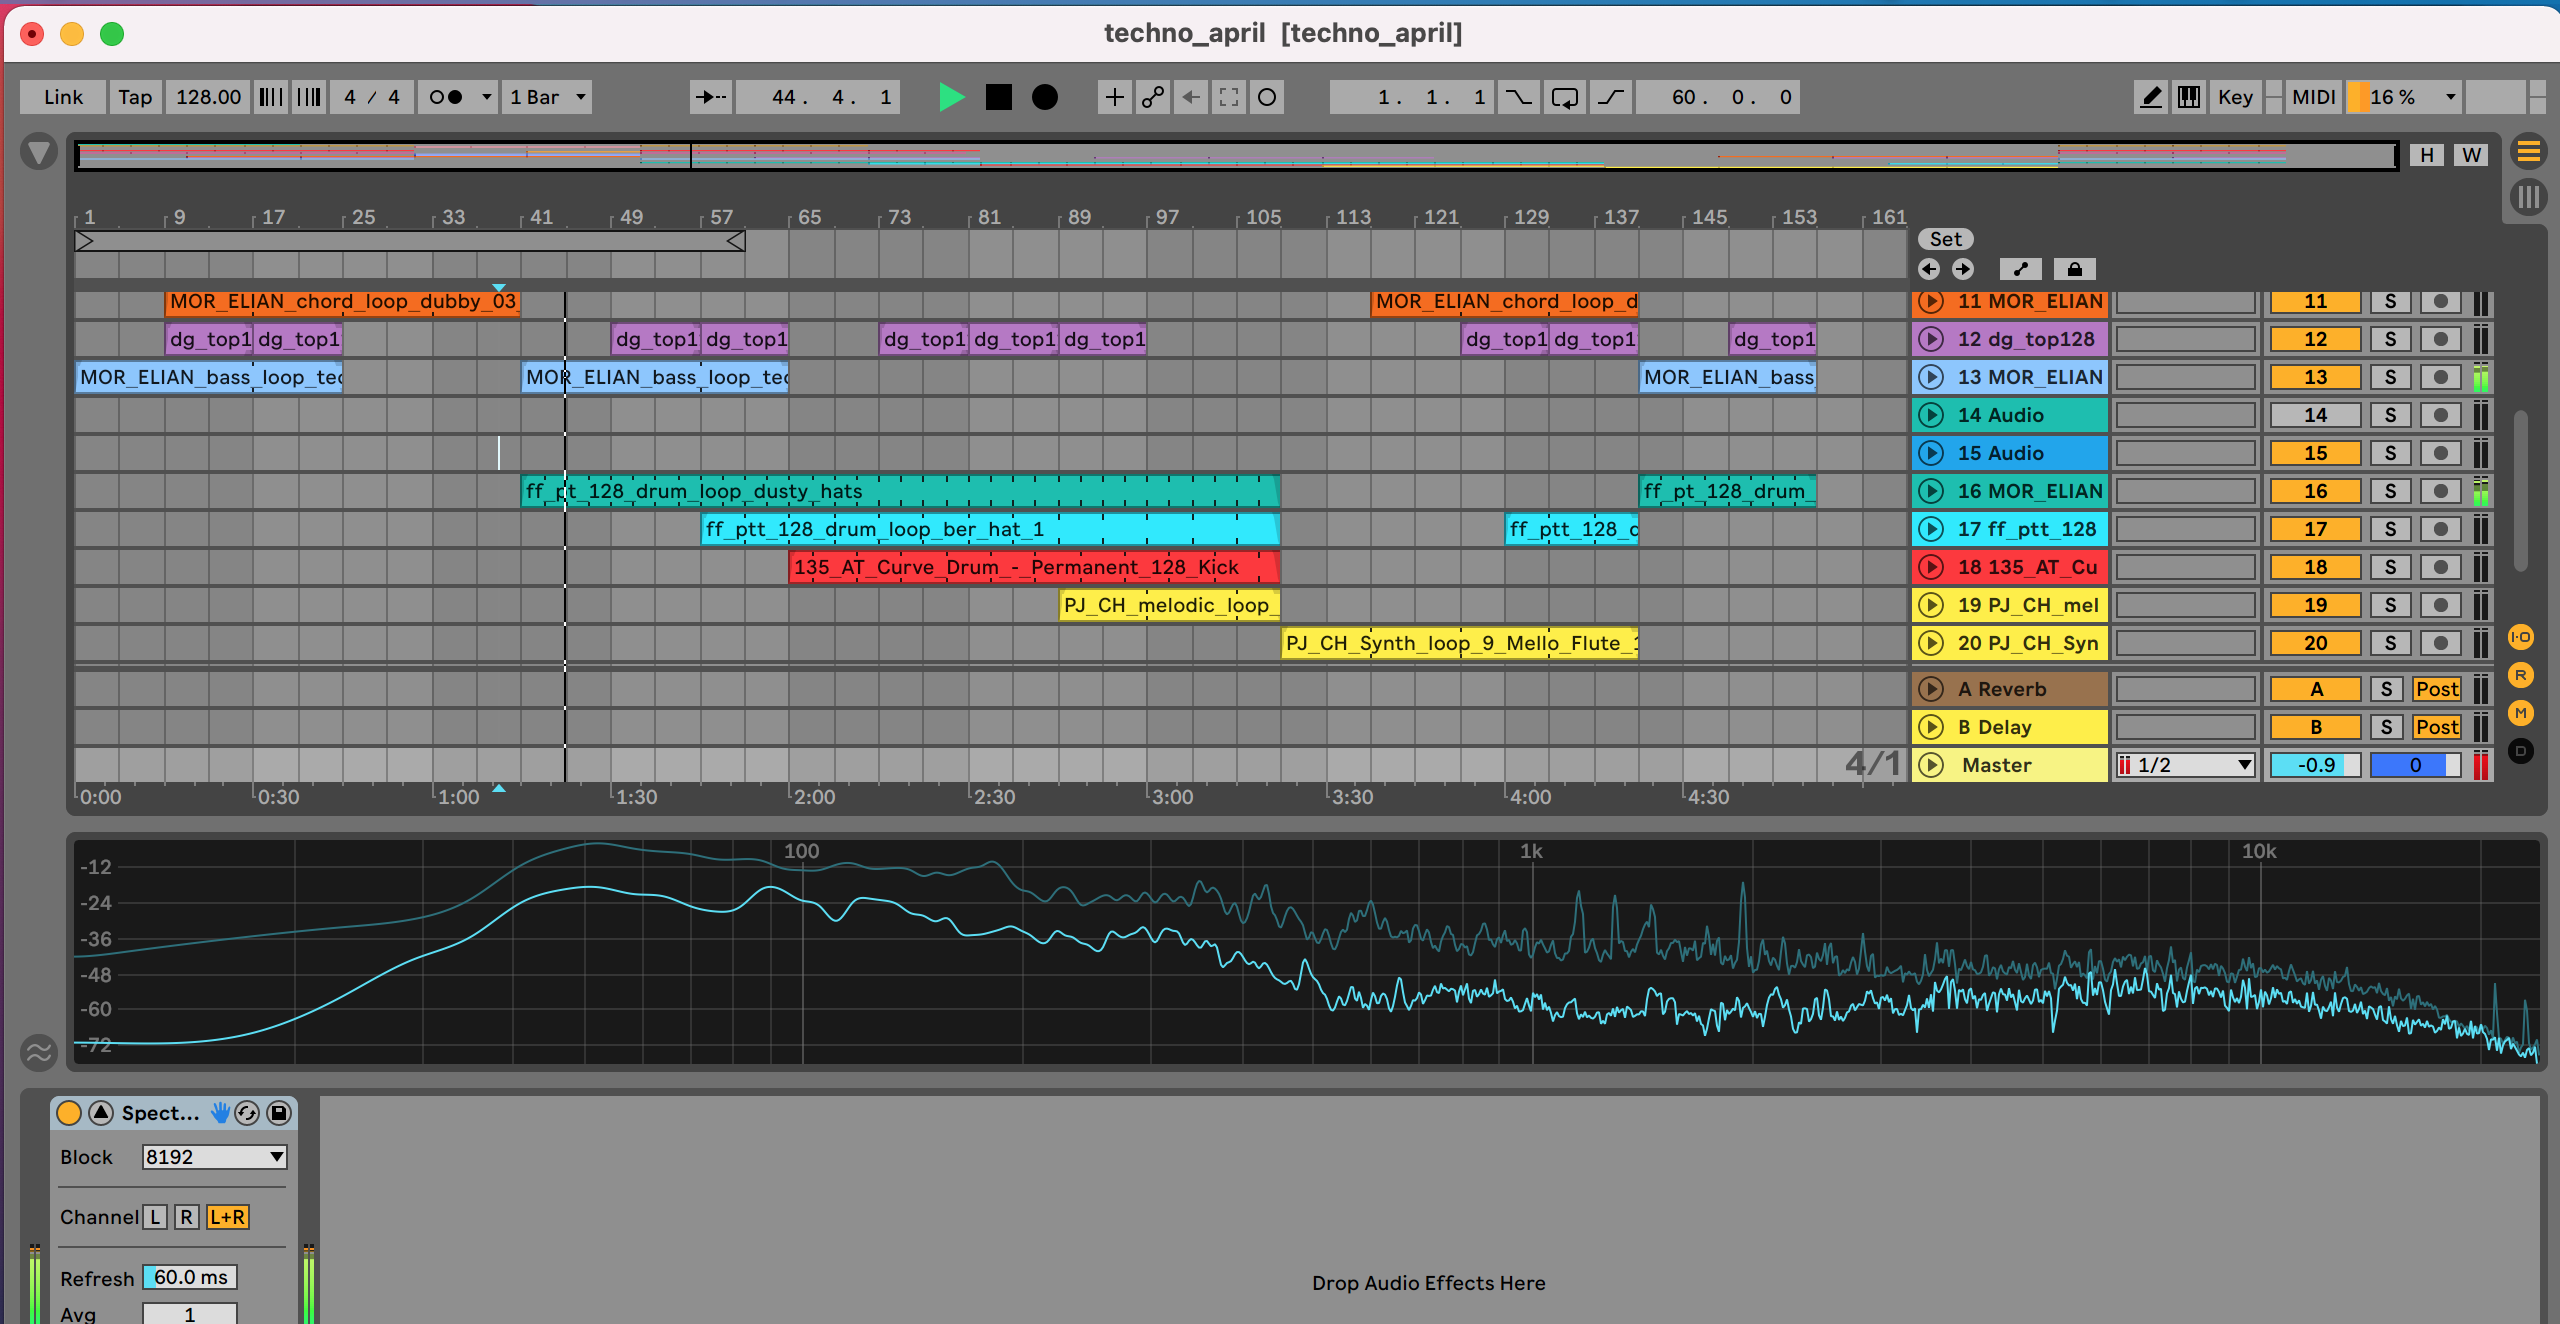 techno_april [techno_april]
Link Tap 128.00 4 / 4 1 Bar 44. 4. 1 1. 1. 1 60. 0. 0 Key MIDI 16 %
H W
1 9 17 25 33 41 49 57 65 73 81 89 97 105 113 121 129 137 145 153 161
Set
MOR_ELIAN_chord_loop_dubby_03_ MOR_ELIAN_chord_loop_d 11 MOR_ELIAN 11 S
dg_top1 dg_top1 dg_top1 dg_top1 dg_top1 dg_top1 dg_top1 dg_top1 dg_top1 dg_top1 12 dg_top128 12 S
MOR_ELIAN_bass_loop_tec MOR_ELIAN_bass_loop_tec MOR_ELIAN_bass_ 13 MOR_ELIAN 13 S
14 Audio 14 S
15 Audio 15 S
ff_pt_128_drum_loop_dusty_hats ff_pt_128_drum_ 16 MOR_ELIAN 16 S
ff_ptt_128_drum_loop_ber_hat_1 ff_ptt_128_d 17 ff_ptt_128 17 S
135_AT_Curve_Drum_-_Permanent_128_Kick 18 135_AT_Cu 18 S
PJ_CH_melodic_loop_ 19 PJ_CH_mel 19 S
PJ_CH_Synth_loop_9_Mello_Flute_1 20 PJ_CH_Syn 20 S
I·O
A Reverb A S Post
R
M
B Delay B S Post
D
4/1 Master 1/2 -0.9 0
0:00 0:30 1:00 1:30 2:00 2:30 3:00 3:30 4:00 4:30
100 1k 10k
-12
-24
-36
-48
-60
-72
Spect...
Block 8192
Channel L R L+R
Refresh 60.0 ms
Drop Audio Effects Here
Avg 1